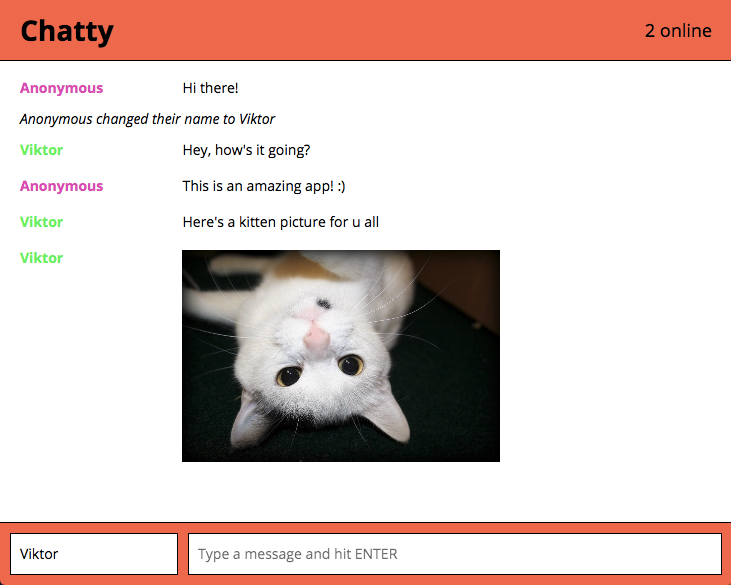 Chatty
2 online
Anonymous Hi there!
Anonymous changed their name to Viktor
Viktor Hey, how's it going?
Anonymous This is an amazing app! :)
Viktor Here's a kitten picture for u all
Viktor
Viktor Type a message and hit ENTER